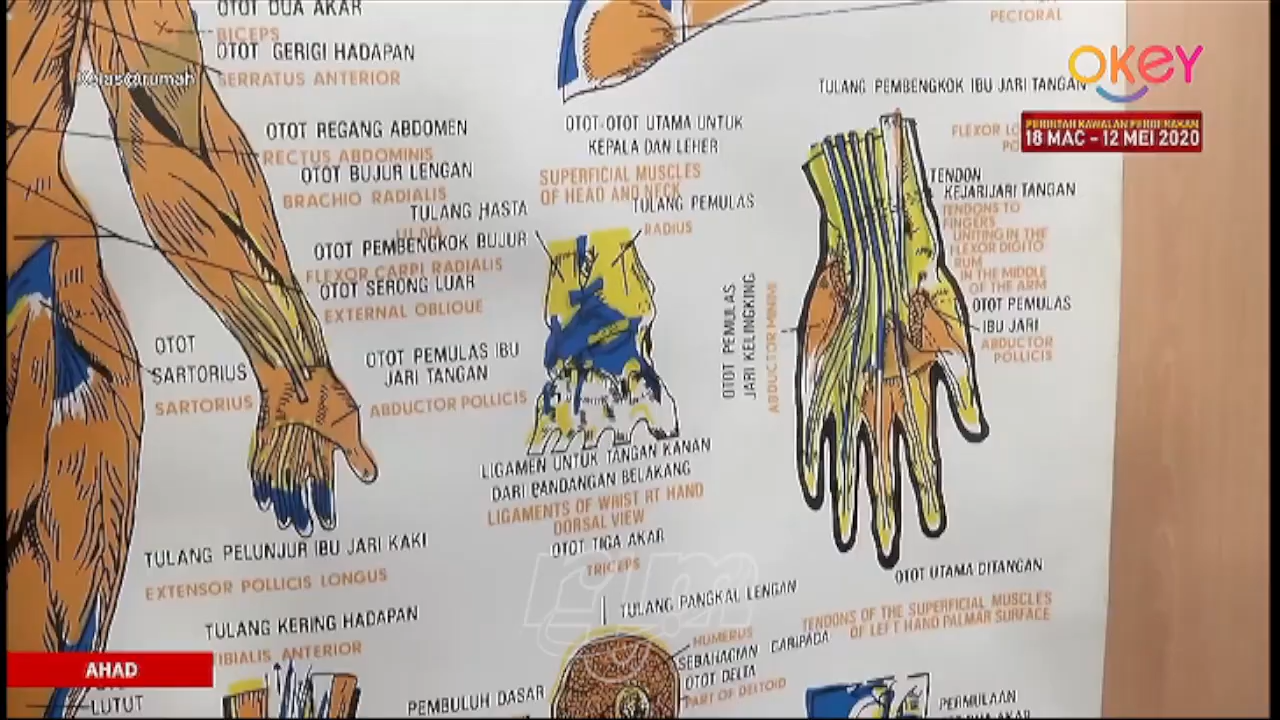 OTOT DUA AKAR
BICEPS
OTOT GERIGI HADAPAN
SERRATUS ANTERIOR
OTOT REGANG ABDOMEN
RECTUS ABDOMINIS
OTOT BUJUR LENGAN
BRACHIO RADIALIS
TULANG HASTA
ULNA
OTOT PEMBENGKOK BUJUR
FLEXOR CARPI RADIALIS
OTOT SERONG LUAR
EXTERNAL OBLIOUE
OTOT
SARTORIUS
SARTORIUS
OTOT PEMULAS IBU
JARI TANGAN
ABDUCTOR POLLICIS
TULANG PELUNJUR IBU JARI KAKI
EXTENSOR POLLICIS LONGUS
TULANG KERING HADAPAN
IBIALIS ANTERIOR
LUTUT
PECTORAL
OTOT-OTOT UTAMA UNTUK
KEPALA DAN LEHER
SUPERFICIAL MUSCLES
OF HEAD AND NECK
TULANG PEMULAS
RADIUS
LIGAMEN UNTUK TANGAN KANAN
DARI PANDANGAN BELAKANG
LIGAMENTS OF WRIST RT HAND
DORSAL VIEW
OTOT TIGA AKAR
TRICEPS
TULANG PANGKAL LENGAN
HUMERUS
SEBAHAGIAN DARIPADA
OTOT DELTA
PART OF DELTOID
PEMBULUH DASAR
TULANG PEMBENGKOK IBU JARI TANGAN
FLEXOR
TENDON
KEJARIJARI TANGAN
TENDONS TO
FINGERS
UNITING IN THE
FLEXOR DIGITO
RUM
IN THE MIDDLE
OF THE ARM
OTOT PEMULAS
IBU JARI
ABDUCTOR
POLLICIS
OTOT PEMULAS
JARI KELINGKING
ABDUCTOR MINIMI
OTOT UTAMA DITANGAN
TENDONS OF THE SUPERFICIAL MUSCLES
OF LEFT HAND PALMAR SURFACE
PERMULAAN
OKEY
PERINTAH KAWALAN PERGERAKAN
18 MAC - 12 MEI 2020
rtm
AHAD